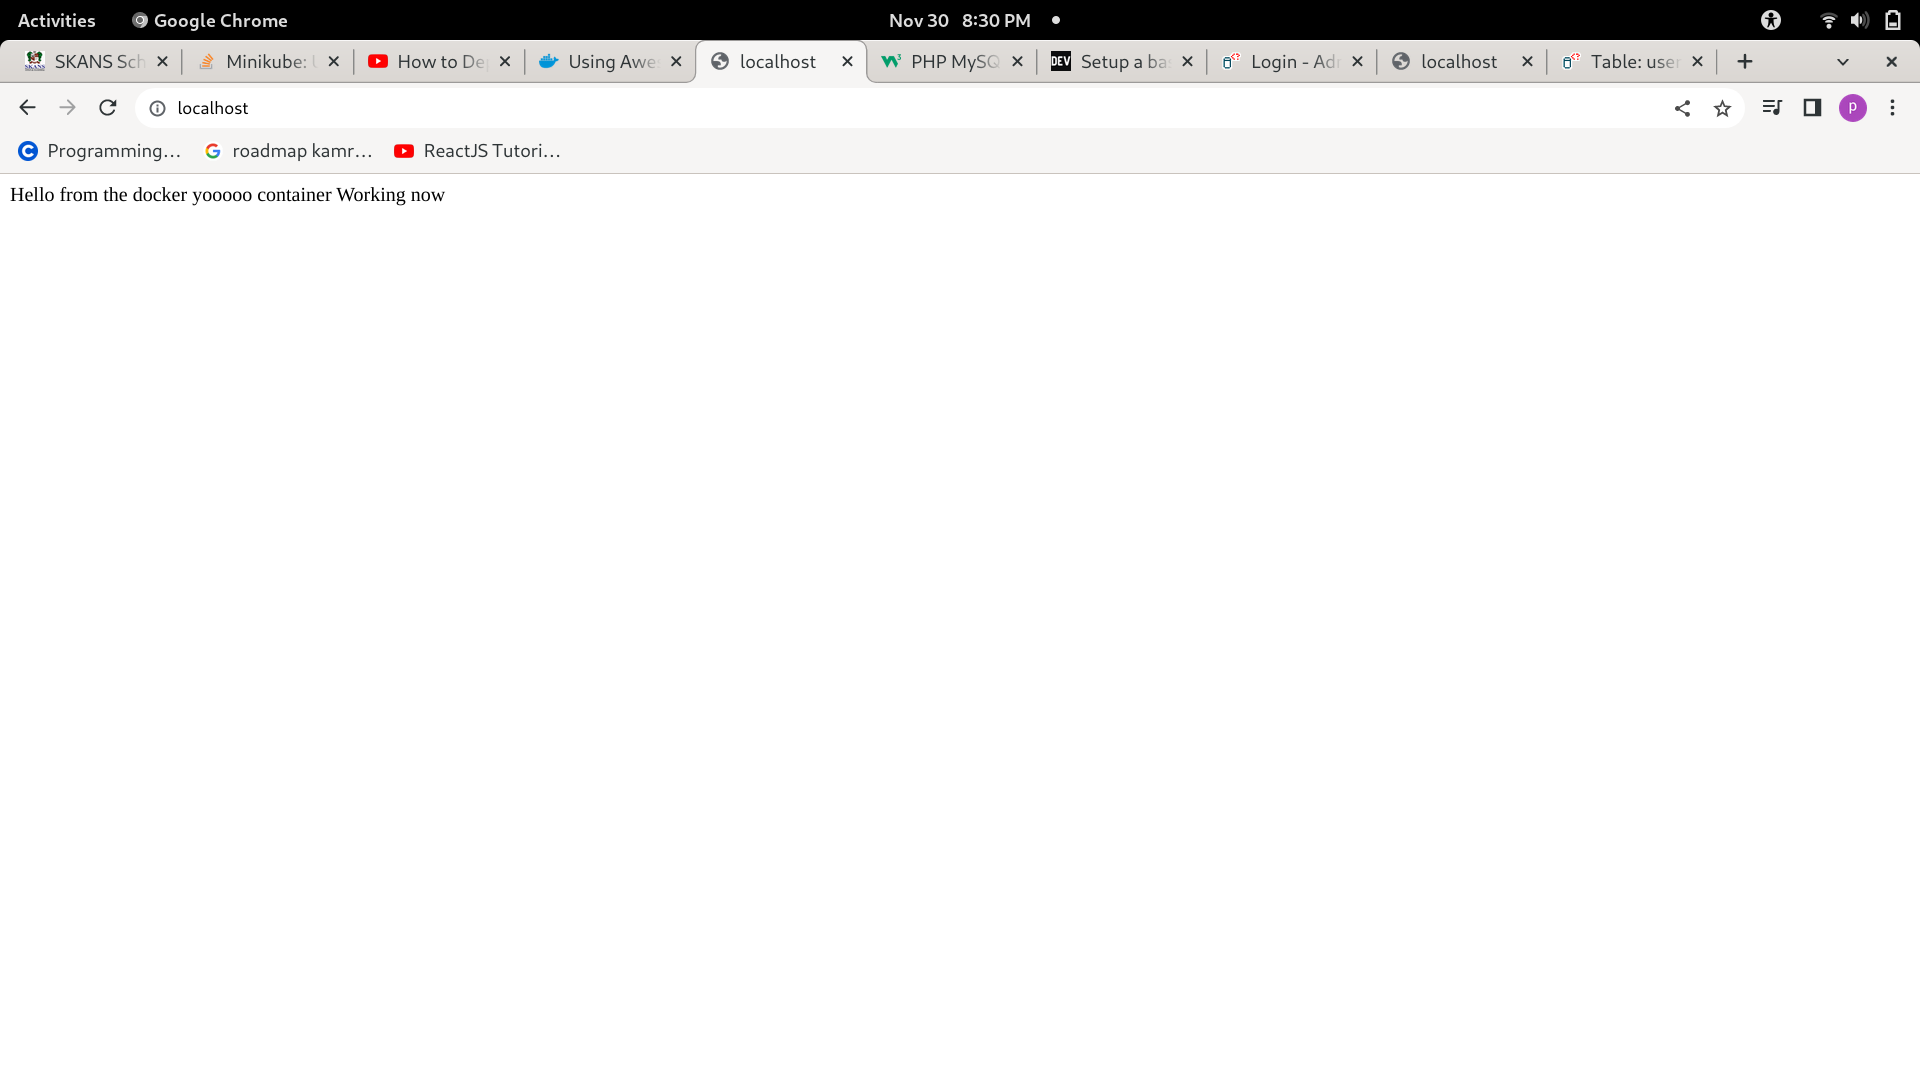 Activities Google Chrome Nov 30 8:30 PM
SKANS Sch Minikube: How to De Using Awe localhost PHP MySQ Setup a ba Login - Ad localhost Table: user
localhost P
Programming... roadmap kamr... ReactJS Tutori...
Hello from the docker yooooo container Working now